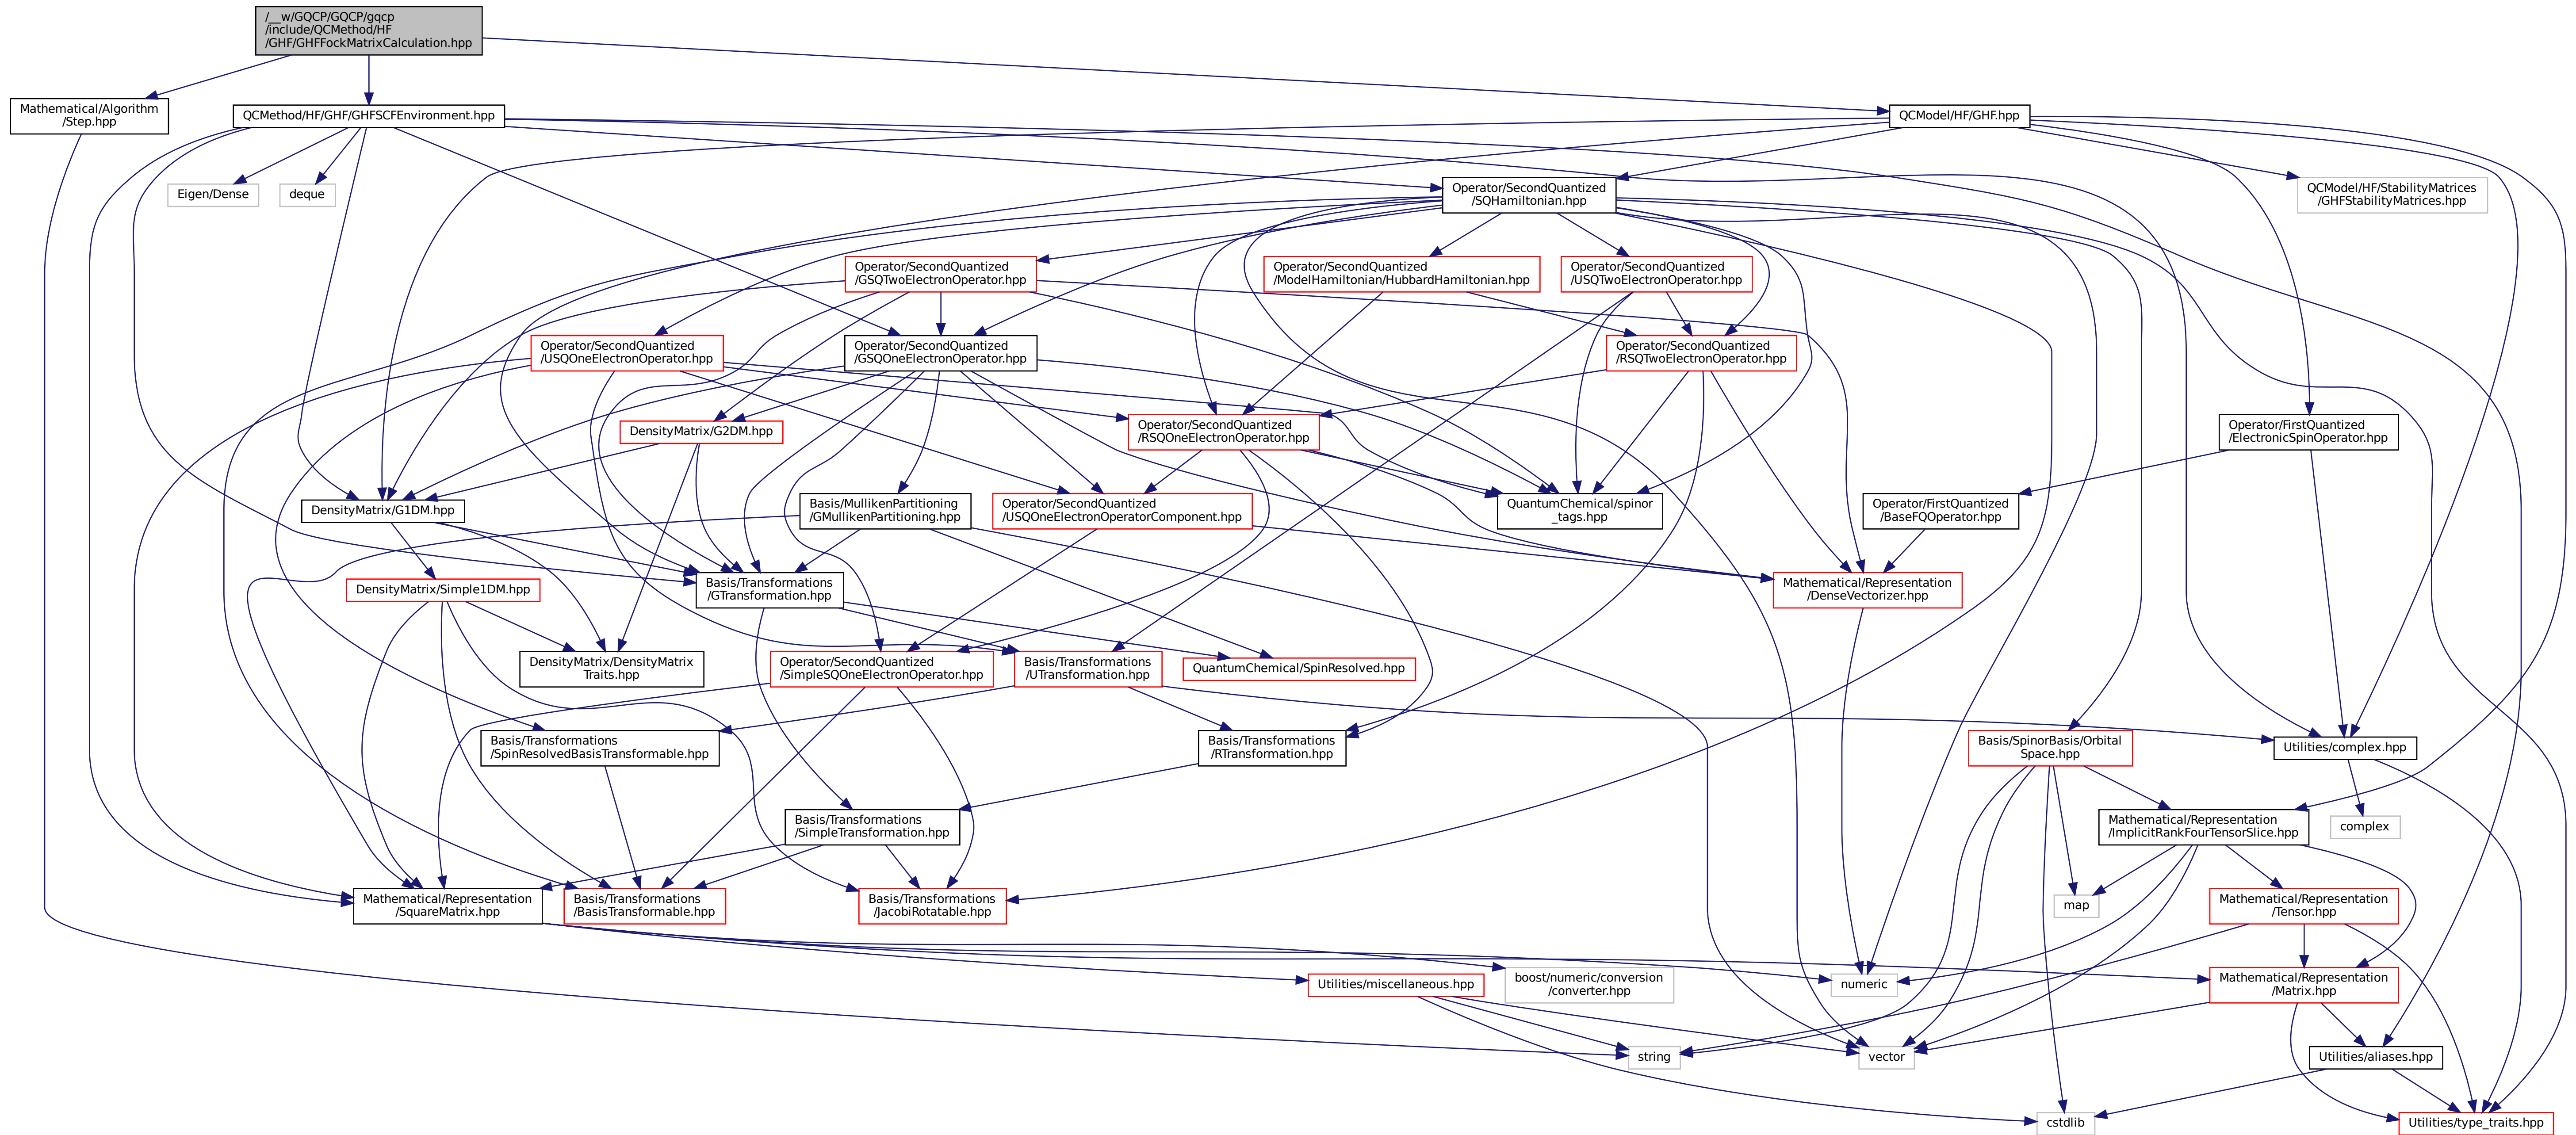 /__w/GQCP/GQCP/gqcp
/include/QCMethod/HF
/GHF/GHFFockMatrixCalculation.hpp
Mathematical/Algorithm
/Step.hpp
QCMethod/HF/GHF/GHFSCFEnvironment.hpp
QCModel/HF/GHF.hpp
Eigen/Dense
deque
Operator/SecondQuantized
/SQHamiltonian.hpp
QCModel/HF/StabilityMatrices
/GHFStabilityMatrices.hpp
Operator/SecondQuantized
/GSQTwoElectronOperator.hpp
Operator/SecondQuantized
/ModelHamiltonian/HubbardHamiltonian.hpp
Operator/SecondQuantized
/USQTwoElectronOperator.hpp
Operator/SecondQuantized
/USQOneElectronOperator.hpp
Operator/SecondQuantized
/GSQOneElectronOperator.hpp
Operator/SecondQuantized
/RSQTwoElectronOperator.hpp
DensityMatrix/G2DM.hpp
Operator/SecondQuantized
/RSQOneElectronOperator.hpp
Operator/FirstQuantized
/ElectronicSpinOperator.hpp
DensityMatrix/G1DM.hpp
Basis/MullikenPartitioning
/GMullikenPartitioning.hpp
Operator/SecondQuantized
/USQOneElectronOperatorComponent.hpp
QuantumChemical/spinor
_tags.hpp
Operator/FirstQuantized
/BaseFQOperator.hpp
DensityMatrix/Simple1DM.hpp
Basis/Transformations
/GTransformation.hpp
Mathematical/Representation
/DenseVectorizer.hpp
DensityMatrix/DensityMatrix
Traits.hpp
Operator/SecondQuantized
/SimpleSQOneElectronOperator.hpp
Basis/Transformations
/UTransformation.hpp
QuantumChemical/SpinResolved.hpp
Basis/Transformations
/SpinResolvedBasisTransformable.hpp
Basis/Transformations
/RTransformation.hpp
Basis/SpinorBasis/Orbital
Space.hpp
Utilities/complex.hpp
Basis/Transformations
/SimpleTransformation.hpp
Mathematical/Representation
/ImplicitRankFourTensorSlice.hpp
complex
Mathematical/Representation
/SquareMatrix.hpp
Basis/Transformations
/BasisTransformable.hpp
Basis/Transformations
/JacobiRotatable.hpp
map
Mathematical/Representation
/Tensor.hpp
Utilities/miscellaneous.hpp
boost/numeric/conversion
/converter.hpp
numeric
Mathematical/Representation
/Matrix.hpp
string
vector
Utilities/aliases.hpp
cstdlib
Utilities/type_traits.hpp